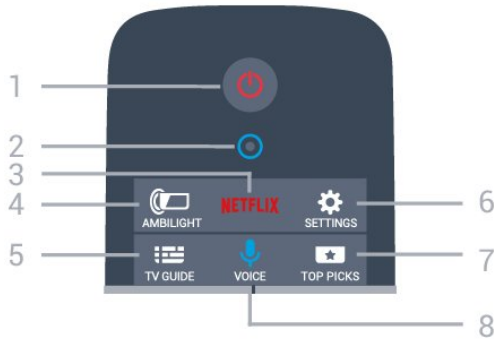 1
2
3
4
5
6
7
8
NETFLIX
AMBILIGHT
SETTINGS
TV GUIDE
VOICE
TOP PICKS